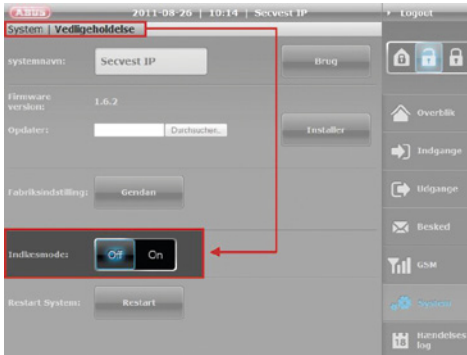 ABUS 2011-08-26 | 10:14 | Secvest IP Logout
System | Vedligeholdelse
systemnavn: Secvest IP Brug
Firmware version: 1.6.2
Opdater: Durchsuchen.. Installer
Fabriksindstilling: Gendan
Indlæsmode: Off On
Restart System: Restart
Overblik
Indgange
Udgange
Besked
GSM
System
Hændelses
log